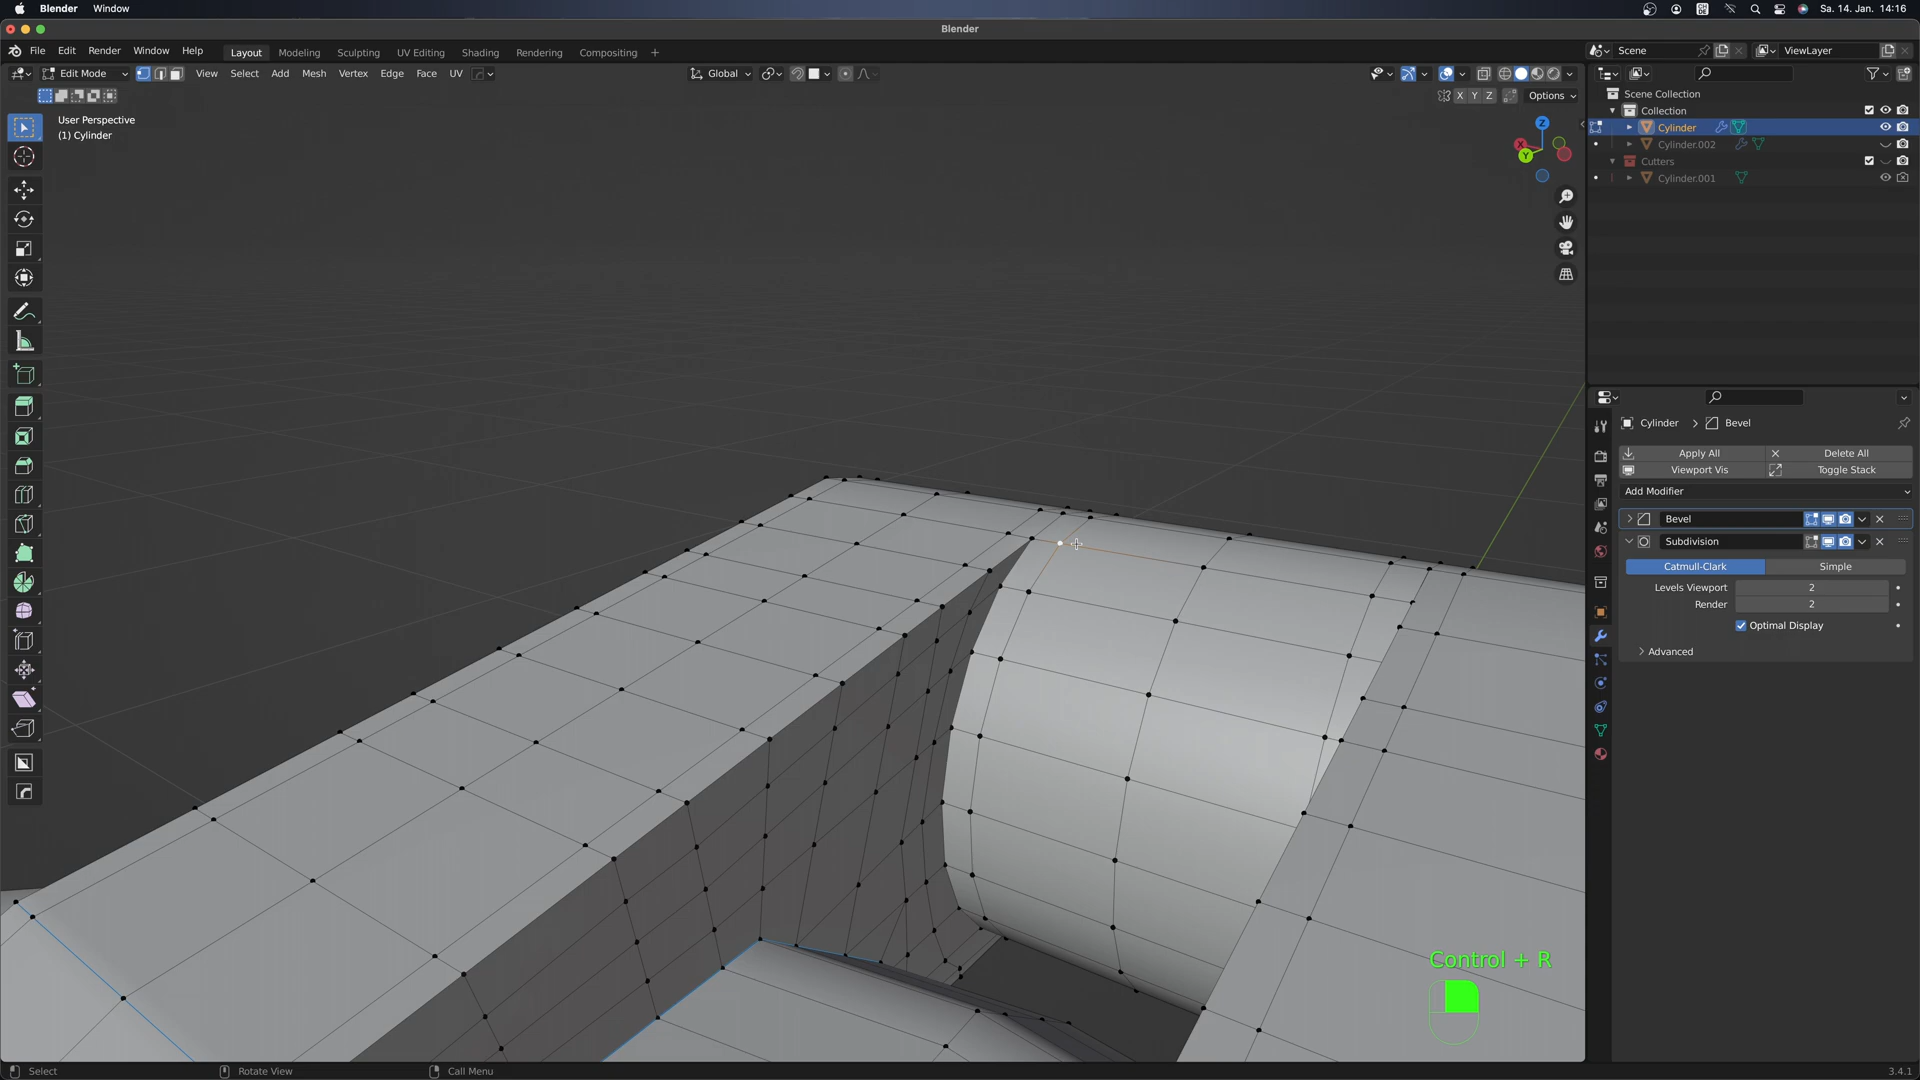 Blender Window
Sa. 14. Jan. 14:16
Blender
File Edit Render Window Help
Layout Modeling Sculpting UV Editing Shading Rendering Compositing +
Scene
ViewLayer
Edit Mode
View Select Add Mesh Vertex Edge Face UV
Global
X Y Z
Options
User Perspective
(1) Cylinder
Z
X
Y
Scene Collection
Collection
Cylinder
Cylinder.002
Cutters
Cylinder.001
Cylinder > Bevel
Apply All
Delete All
Viewport Vis
Toggle Stack
Add Modifier
Bevel
Subdivision
Catmull-Clark
Simple
Levels Viewport 2
Render 2
Optimal Display
Advanced
Control + R
Select
Rotate View
Call Menu
3.4.1